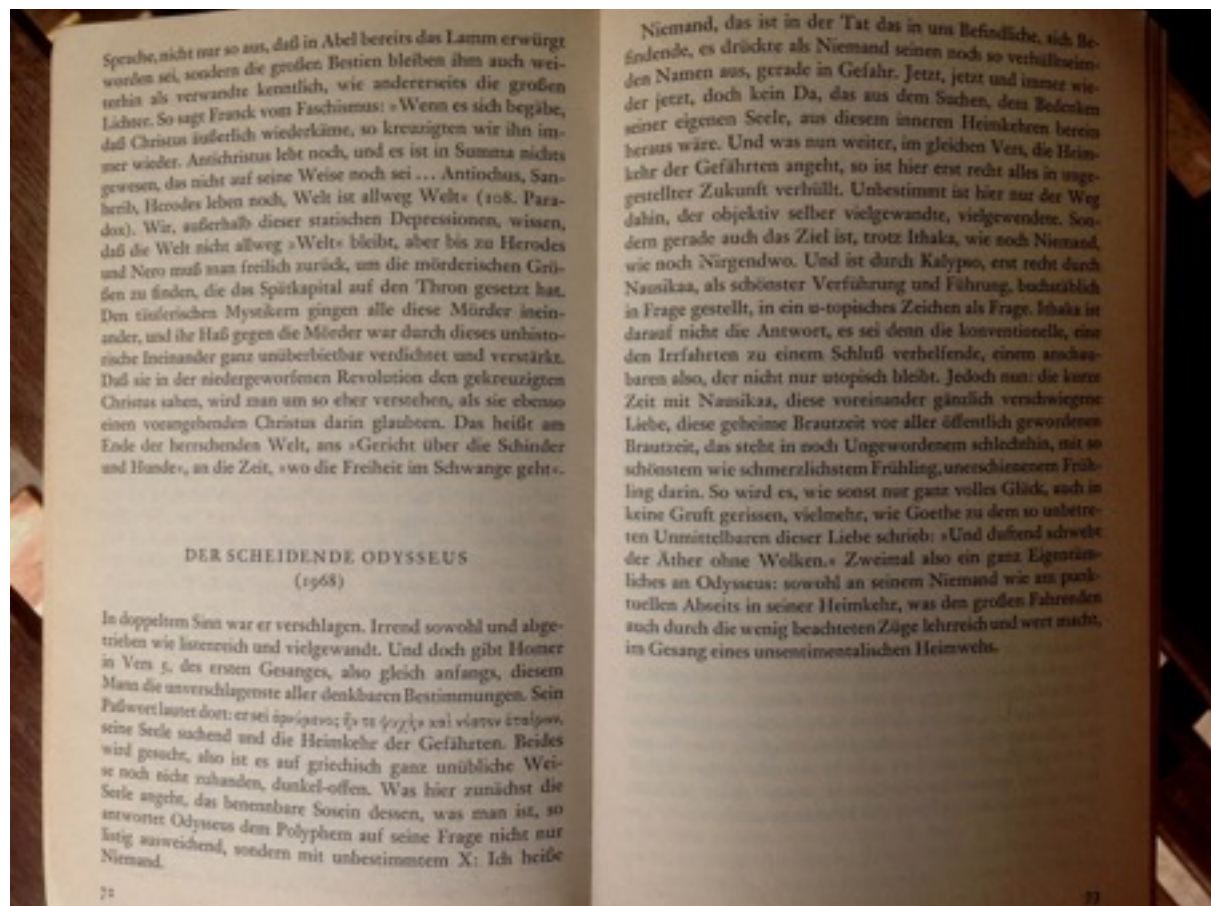 Sprache, nicht nur so aus, daß in Abel bereits das Lamm erwürgt
worden sei, sondern die großen Bestien bleiben ihm auch wei-
terhin als verwandte kenntlich, wie andererseits die großen
Lichter. So sagt Franck vom Faschismus: »Wenn es sich begäbe,
daß Christus äußerlich wiederkäme, so kreuzigten wir ihn im-
mer wieder. Antichristus lebt noch, und es ist in Summa nichts
gewesen, das nicht auf seine Weise noch sei ... Antiochus, San-
herib, Herodes leben noch, Welt ist allweg Welt« (108. Para-
dox). Wir, außerhalb dieser statischen Depressionen, wissen,
daß die Welt nicht allweg »Welt« bleibt, aber bis zu Herodes
und Nero muß man freilich zurück, um die mörderischen Grö-
ßen zu finden, die das Spätkapital auf den Thron gesetzt hat.
Den täuferischen Mystikern gingen alle diese Mörder inein-
ander, und ihr Haß gegen die Mörder war durch dieses unhisto-
rische Ineinander ganz unüberbietbar verdichtet und verstärkt.
Daß sie in der niedergeworfenen Revolution den gekreuzigten
Christus sahen, wird man um so eher verstehen, als sie ebenso
einen vorangehenden Christus darin glaubten. Das heißt am
Ende der herrschenden Welt, ans »Gericht über die Schinder
und Hunde«, an die Zeit, »wo die Freiheit im Schwange geht«.
DER SCHEIDENDE ODYSSEUS
(1968)
In doppeltem Sinn war er verschlagen. Irrend sowohl und abge-
trieben wie listenreich und vielgewandt. Und doch gibt Homer
in Vers 5, des ersten Gesanges, also gleich anfangs, diesem
Mann die unverschlagenste aller denkbaren Bestimmungen. Sein
Paßwort lautet dort: er sei ἀρνύμενος ἥν τε ψυχὴν καὶ νόστον ἑταίρων,
seine Seele suchend und die Heimkehr der Gefährten. Beides
wird gesucht, also ist es auf griechisch ganz unübliche Wei-
se noch nicht zuhanden, dunkel-offen. Was hier zunächst die
Seele angeht, das benennbare Sosein dessen, was man ist, so
antwortet Odysseus dem Polyphem auf seine Frage nicht nur
listig ausweichend, sondern mit unbestimmtem X: Ich heiße
Niemand.
72
Niemand, das ist in der Tat das in uns Befindliche, sich Be-
findende, es drückte als Niemand seinen noch so verhülltsein-
den Namen aus, gerade in Gefahr. Jetzt, jetzt und immer wie-
der jetzt, doch kein Da, das aus dem Suchen, dem Bedenken
seiner eigenen Seele, aus diesem inneren Heimkehren bereits
heraus wäre. Und was nun weiter, im gleichen Vers, die Heim-
kehr der Gefährten angeht, so ist hier erst recht alles in unge-
gestellter Zukunft verhüllt. Unbestimmt ist hier nur der Weg
dahin, der objektiv selber vielgewandte, vielgewendete. Son-
dern gerade auch das Ziel ist, trotz Ithaka, wie noch Niemand,
wie noch Nirgendwo. Und ist durch Kalypso, erst recht durch
Nausikaa, als schönster Verführung und Führung, buchstäblich
in Frage gestellt, in ein u-topisches Zeichen als Frage. Ithaka ist
darauf nicht die Antwort, es sei denn die konventionelle, eine
den Irrfahrten zu einem Schluß verhelfende, einem anschau-
baren also, der nicht nur utopisch bleibt. Jedoch nun: die kurze
Zeit mit Nausikaa, diese voreinander gänzlich verschwiegene
Liebe, diese geheime Brautzeit vor aller öffentlich gewordenen
Brautzeit, das steht in noch Ungewordenem schlechthin, mit so
schönstem wie schmerzlichstem Frühling, unerschienenem Früh-
ling darin. So wird es, wie sonst nur ganz volles Glück, auch in
keine Gruft gerissen, vielmehr, wie Goethe zu dem so unbetre-
ten Unmittelbaren dieser Liebe schrieb: »Und duftend schwebt
der Äther ohne Wolken.« Zweimal also ein ganz Eigentüm-
liches an Odysseus: sowohl an seinem Niemand wie am punk-
tuellen Abseits in seiner Heimkehr, was den großen Fahrenden
auch durch die wenig beachteten Züge lehrreich und wert macht,
im Gesang eines unsentimentalischen Heimwehs.
73